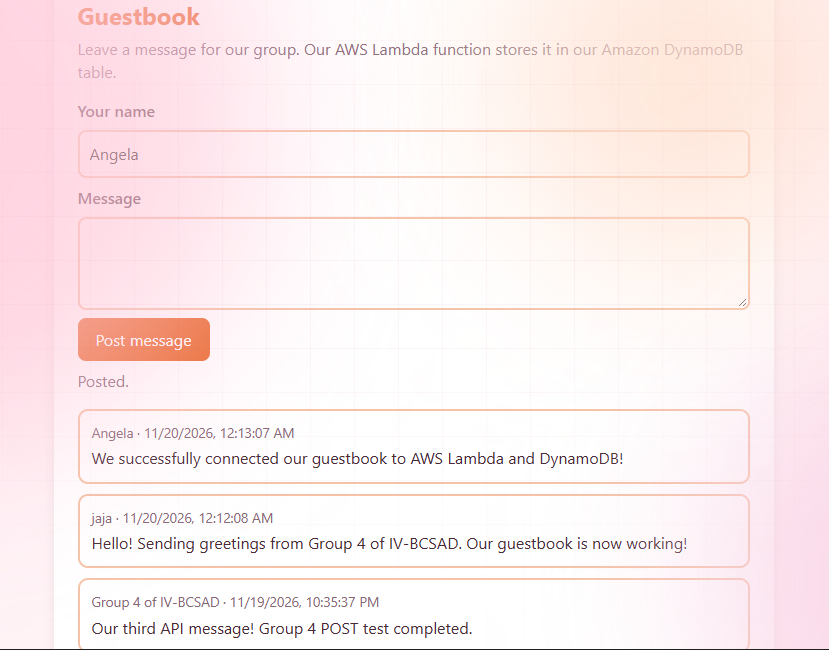 Guestbook
Leave a message for our group. Our AWS Lambda function stores it in our Amazon DynamoDB
table.
Your name
Angela
Message
Post message
Posted.
Angela · 11/20/2026, 12:13:07 AM
We successfully connected our guestbook to AWS Lambda and DynamoDB!
jaja · 11/20/2026, 12:12:08 AM
Hello! Sending greetings from Group 4 of IV-BCSAD. Our guestbook is now working!
Group 4 of IV-BCSAD · 11/19/2026, 10:35:37 PM
Our third API message! Group 4 POST test completed.